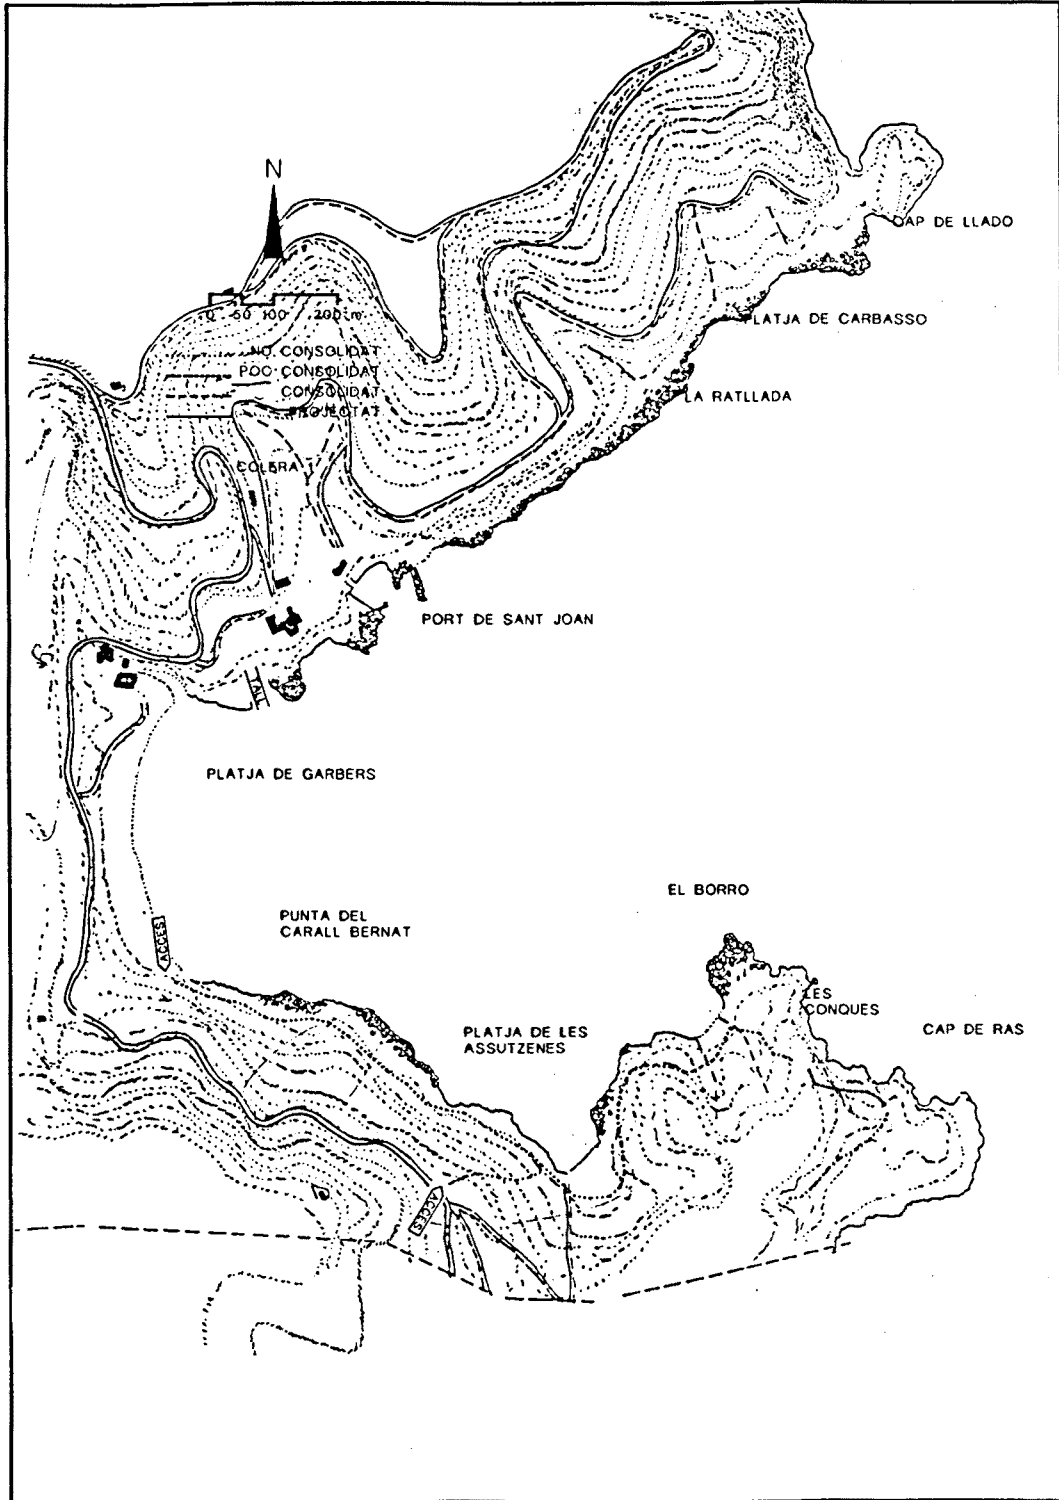 N
CAP DE LLADO
0 50 100 200 m
PLATJA DE CARBASSO
NO CONSOLIDAT
POC CONSOLIDAT
CONSOLIDAT
PROJECTAT
LA RATLLADA
COLERA
PORT DE SANT JOAN
TALL
PLATJA DE GARBERS
EL BORRO
PUNTA DEL
CARALL BERNAT
ACCES
LES
CONQUES
PLATJA DE LES
ASSUTZENES
CAP DE RAS
ACCES